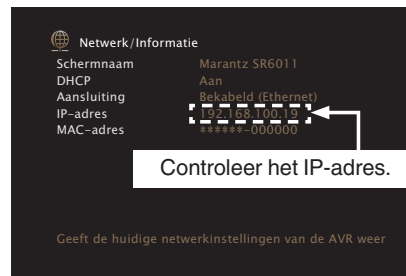 Netwerk/Informatie
Schermnaam Marantz SR6011
DHCP Aan
Aansluiting Bekabeld (Ethernet)
IP-adres 192.168.100.19
MAC-adres ******-000000
Controleer het IP-adres.
Geeft de huidige netwerkinstellingen van de AVR weer